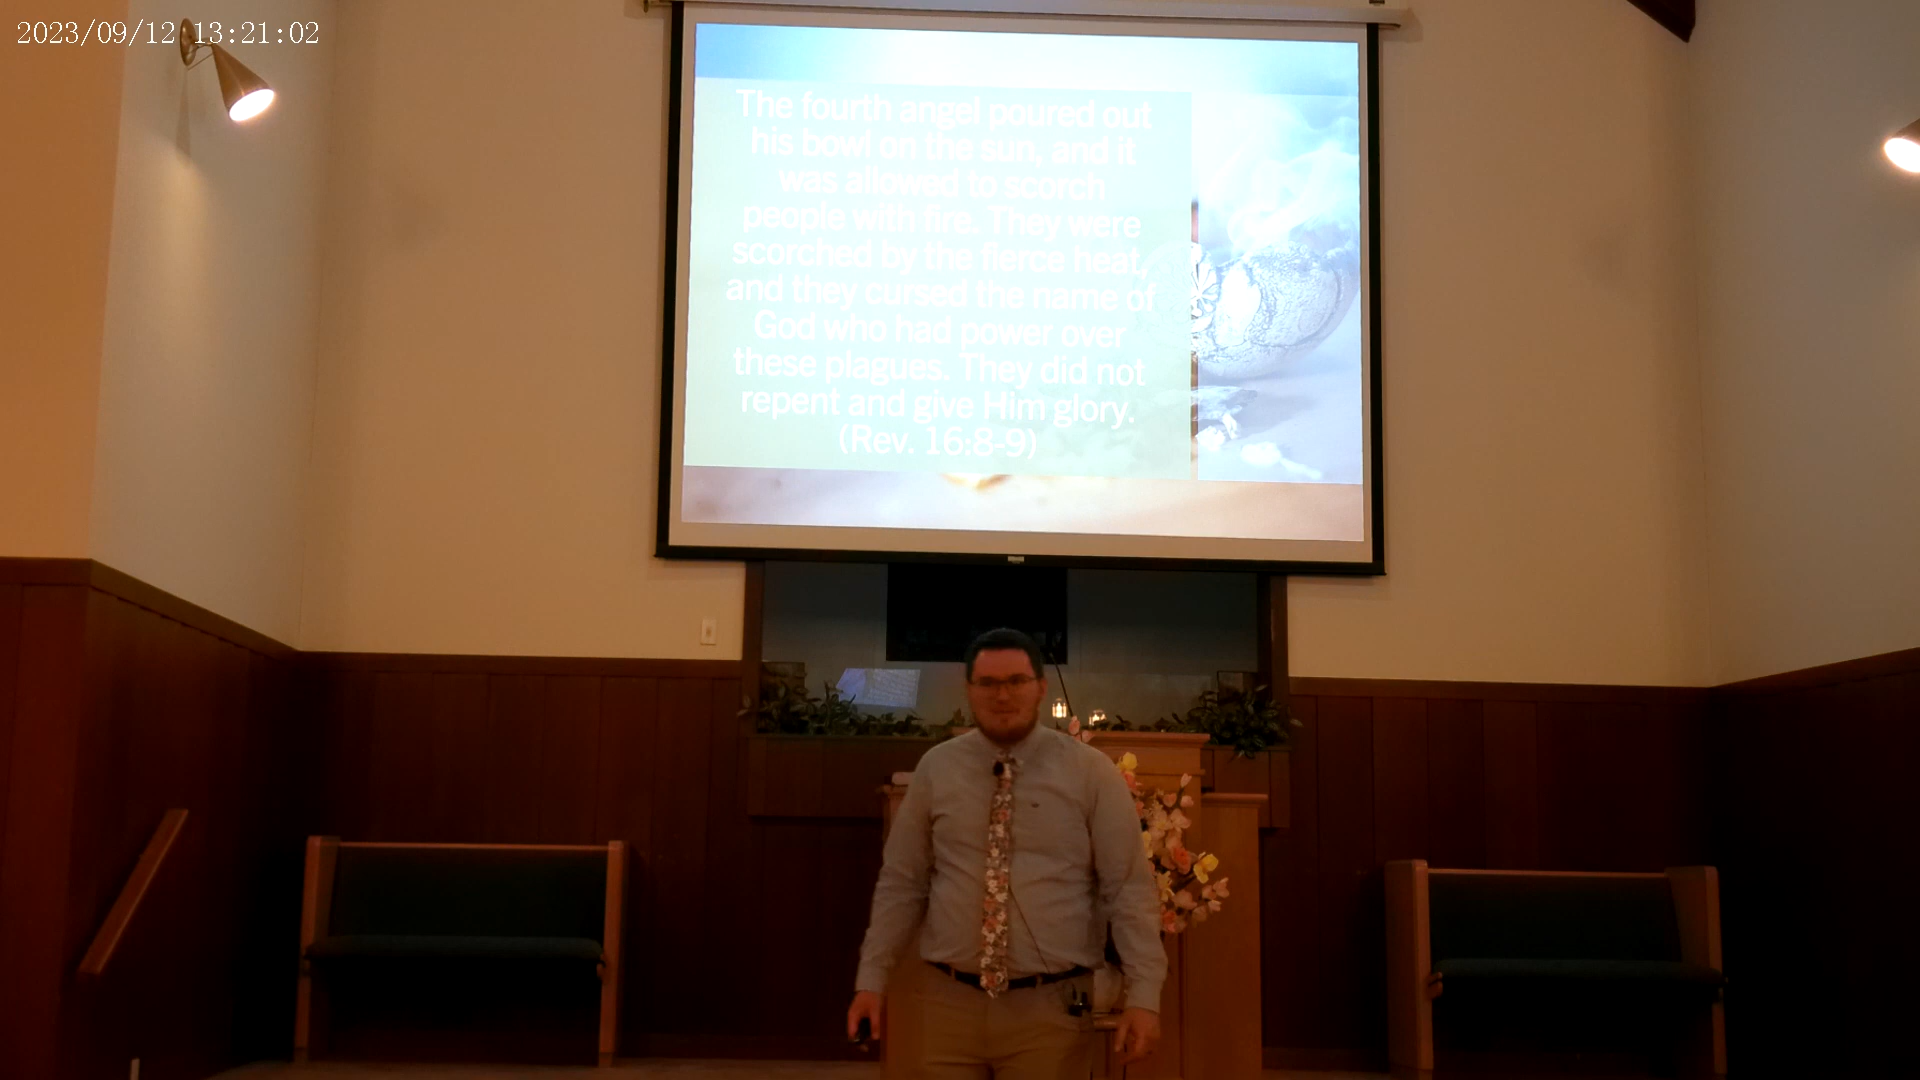 2023/09/12 13:21:02
The fourth angel poured out
his bowl on the sun, and it
was allowed to scorch
people with fire. They were
scorched by the fierce heat,
and they cursed the name of
God who had power over
these plagues. They did not
repent and give Him glory.
(Rev. 16:8-9)